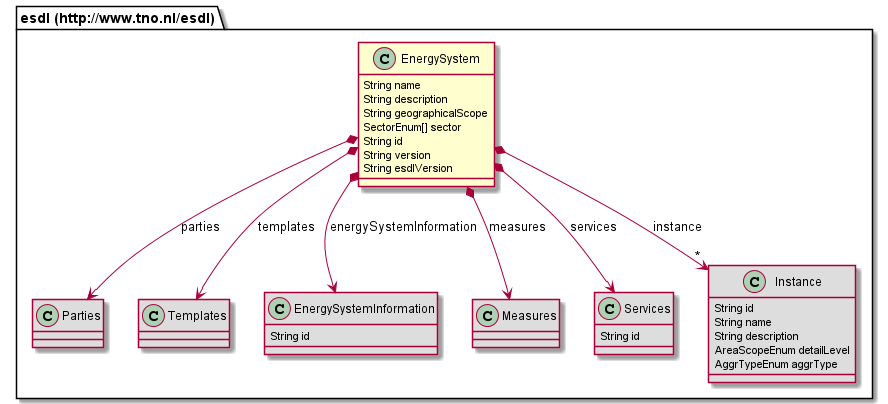 esdl (http://www.tno.nl/esdl)
C EnergySystem
String name
String description
String geographicalScope
SectorEnum[] sector
String id
String version
String esdlVersion
parties
templates
energySystemInformation
measures
services
instance
*
C Parties
C Templates
C EnergySystemInformation
String id
C Measures
C Services
String id
C Instance
String id
String name
String description
AreaScopeEnum detailLevel
AggrTypeEnum aggrType